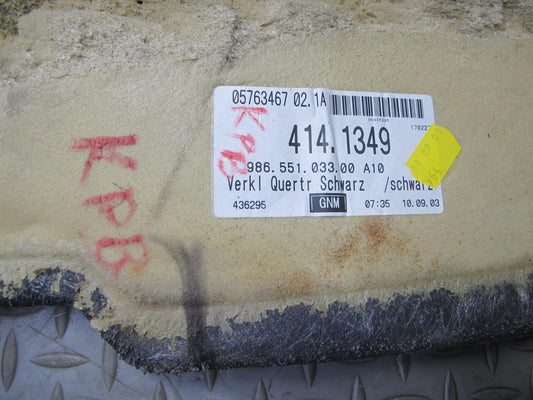 05763467 02.1A
414.1349
986.551.033.00 A10
Verkl Quertr Schwarz /schwarz
436295 GNM 07:35 10.09.03
KPB
KPB